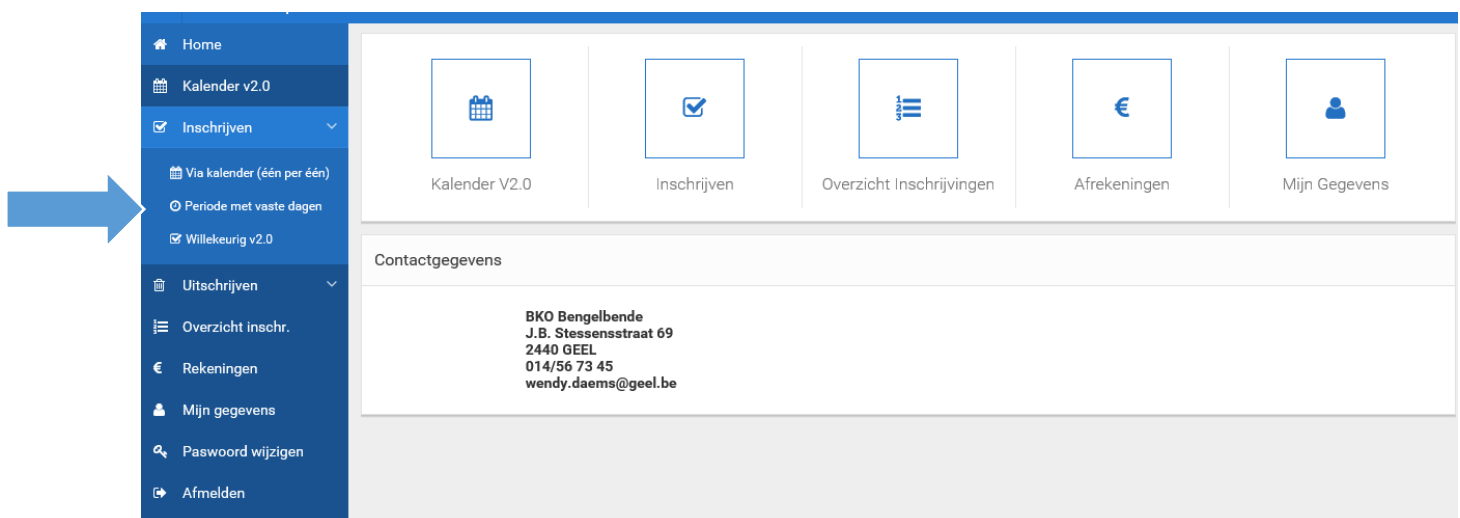 Home
Kalender v2.0
Inschrijven
Via kalender (één per één)
Periode met vaste dagen
Willekeurig v2.0
Uitschrijven
Overzicht inschr.
Rekeningen
Mijn gegevens
Paswoord wijzigen
Afmelden
Kalender V2.0
Inschrijven
Overzicht Inschrijvingen
Afrekeningen
Mijn Gegevens
Contactgegevens
BKO Bengelbende
J.B. Stessensstraat 69
2440 GEEL
014/56 73 45
wendy.daems@geel.be